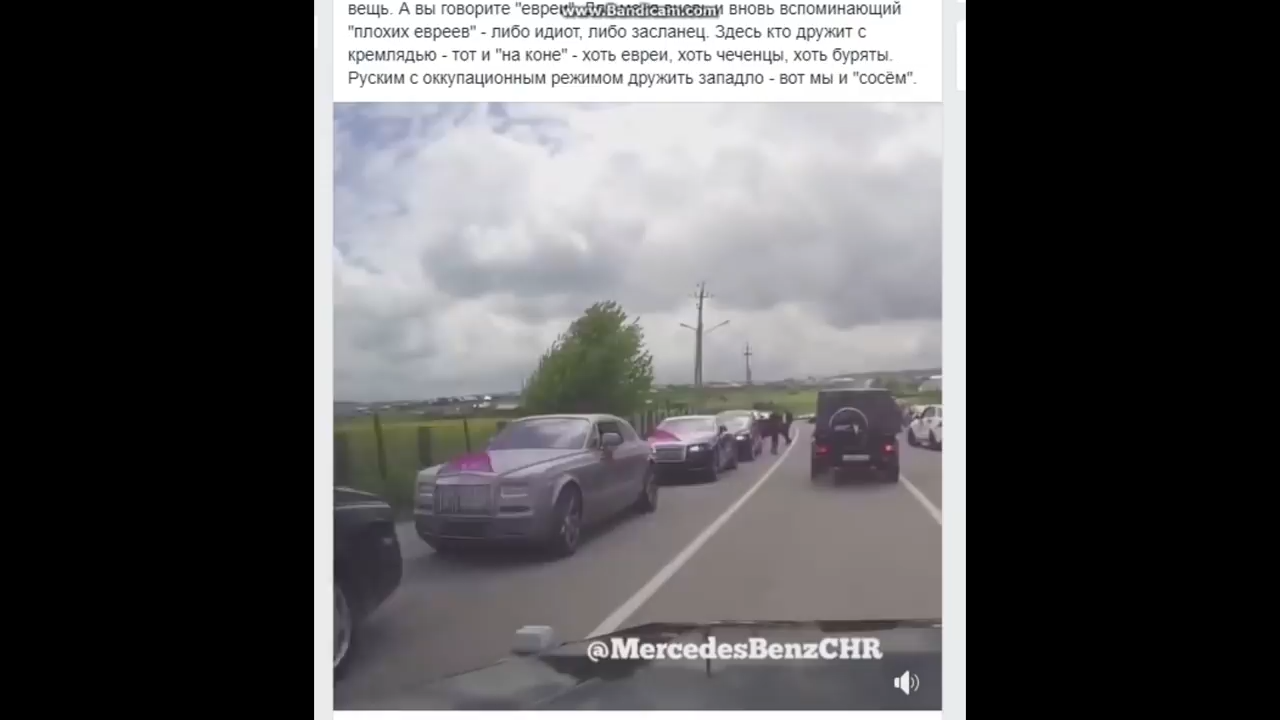 вещь. А вы говорите "евреи". вновь вспоминающий
www.Bandicam.com
"плохих евреев" - либо идиот, либо засланец. Здесь кто дружит с
кремлядью - тот и "на коне" - хоть евреи, хоть чеченцы, хоть буряты.
Руским с оккупационным режимом дружить западло - вот мы и "сосём".
@MercedesBenzCHR